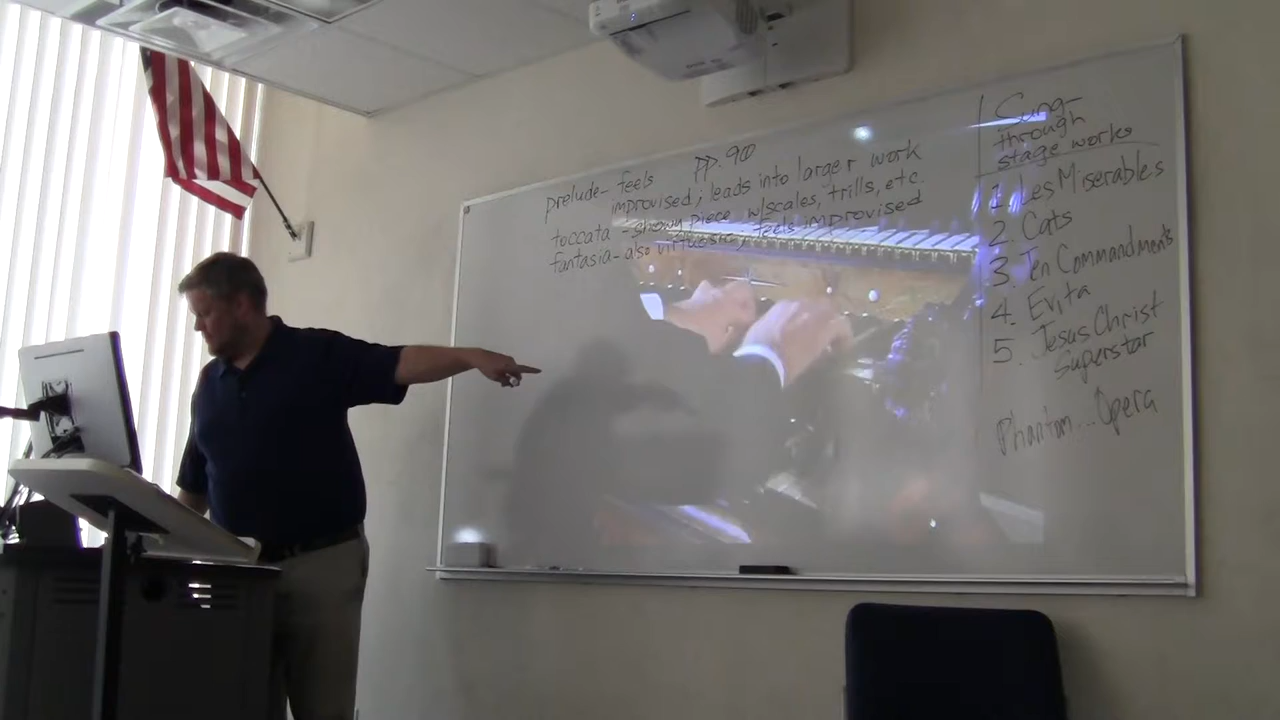 pp. 90
prelude- feels
improvised; leads into larger work
toccata - showy piece w/scales, trills, etc.
fantasia- also virtuosic; feels improvised
Sung-
through
stage works
1. Les Miserables
2. Cats
3. Ten Commandments
4. Evita
5. Jesus Christ
Superstar
Phantom...Opera